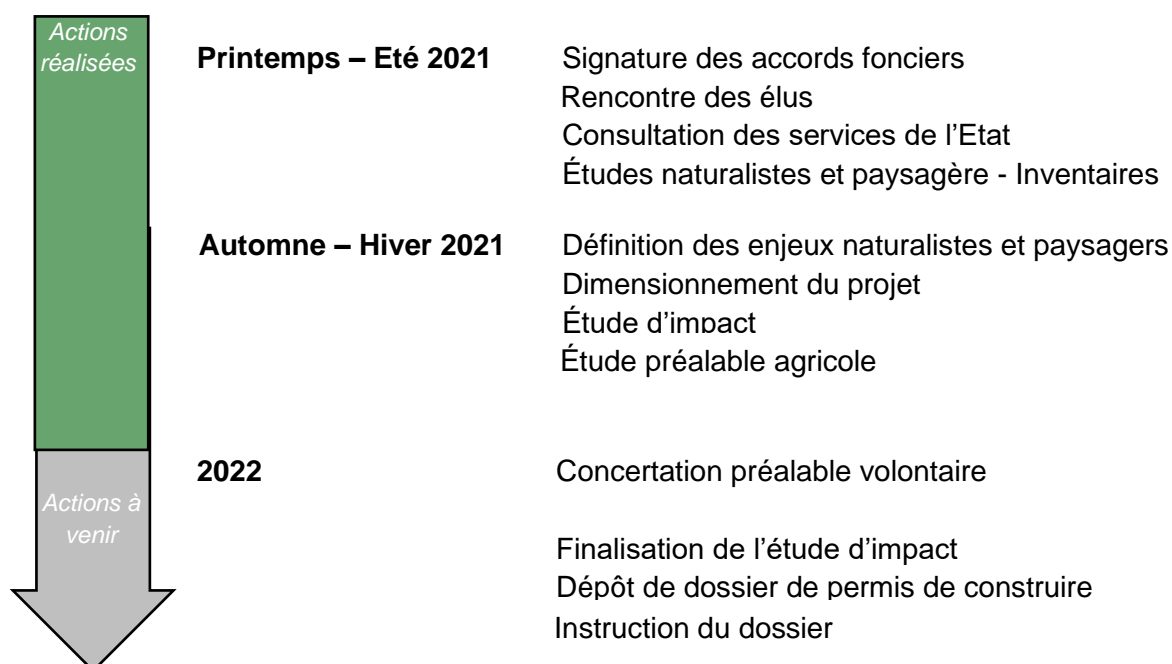 Actions
réalisées
Printemps – Eté 2021 Signature des accords fonciers
Rencontre des élus
Consultation des services de l’Etat
Études naturalistes et paysagère - Inventaires
Automne – Hiver 2021 Définition des enjeux naturalistes et paysagers
Dimensionnement du projet
Étude d’impact
Étude préalable agricole
2022 Concertation préalable volontaire
Actions à
venir
Finalisation de l’étude d’impact
Dépôt de dossier de permis de construire
Instruction du dossier